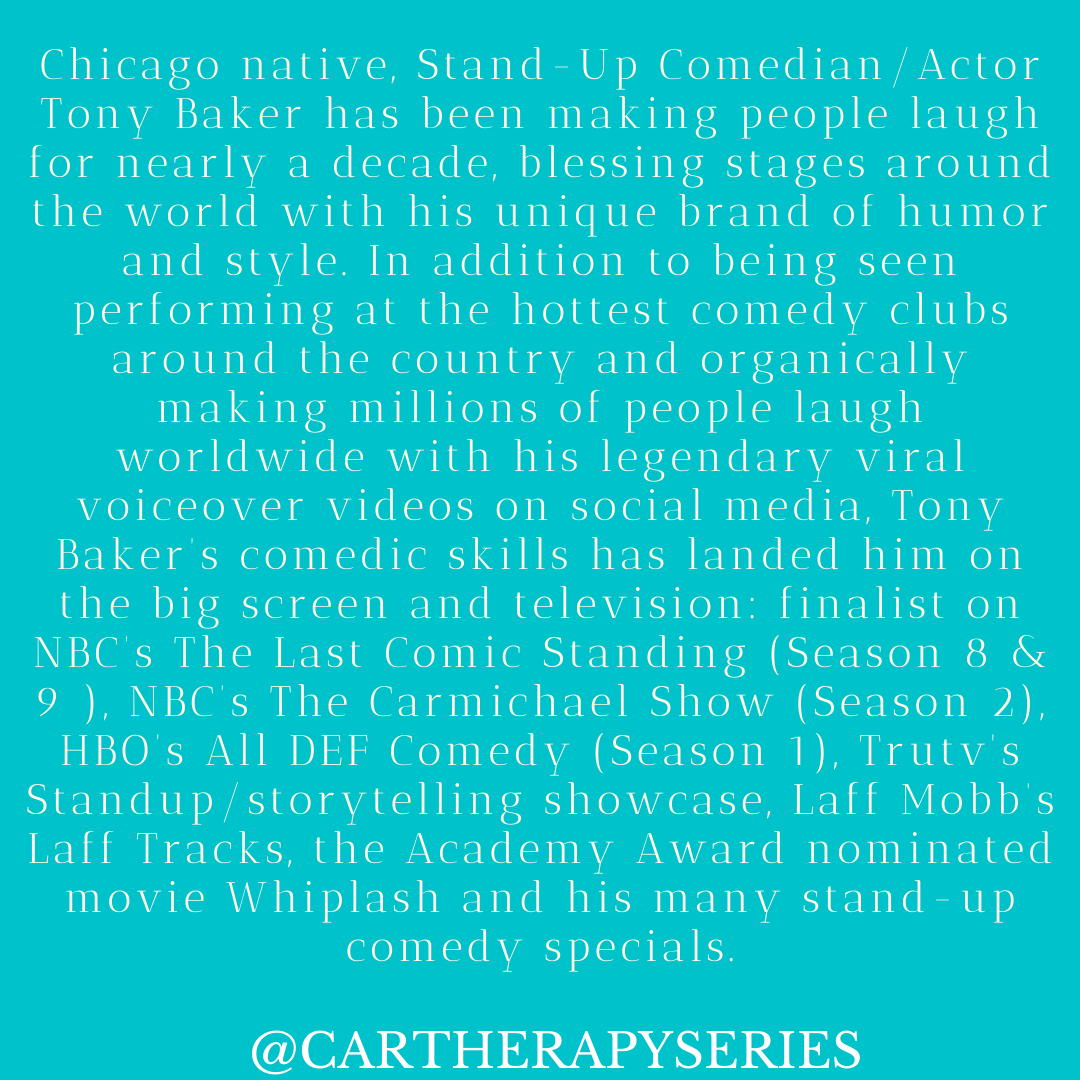 Chicago native, Stand-Up Comedian/Actor
Tony Baker has been making people laugh
for nearly a decade, blessing stages around
the world with his unique brand of humor
and style. In addition to being seen
performing at the hottest comedy clubs
around the country and organically
making millions of people laugh
worldwide with his legendary viral
voiceover videos on social media, Tony
Baker's comedic skills has landed him on
the big screen and television: finalist on
NBC's The Last Comic Standing (Season 8 &
9 ), NBC's The Carmichael Show (Season 2),
HBO's All DEF Comedy (Season 1), Trutv's
Standup/storytelling showcase, Laff Mobb's
Laff Tracks, the Academy Award nominated
movie Whiplash and his many stand-up
comedy specials.
@CARTHERAPYSERIES